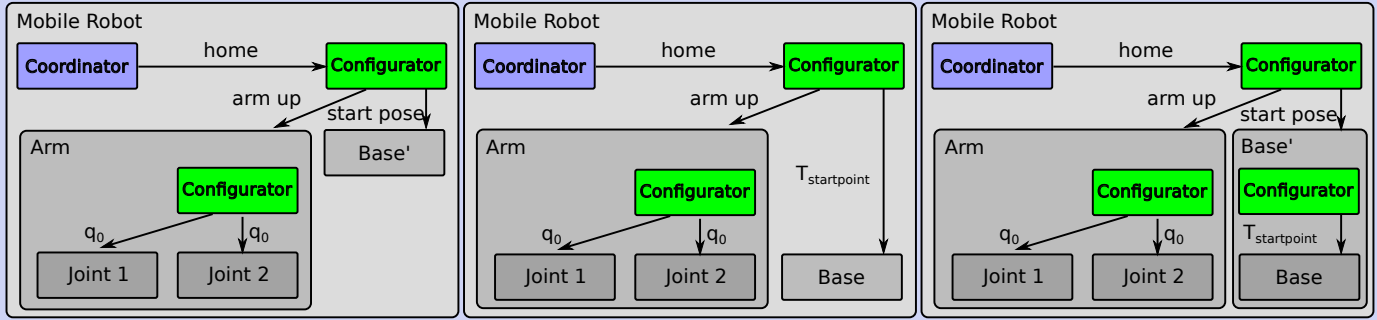 Mobile Robot
Coordinator
home
Configurator
arm up
start pose
Arm
Base'
Configurator
q0
q0
Joint 1
Joint 2
Mobile Robot
Coordinator
home
Configurator
arm up
Arm
Tstartpoint
Configurator
q0
q0
Joint 1
Joint 2
Base
Mobile Robot
Coordinator
home
Configurator
arm up
start pose
Arm
Base'
Configurator
Configurator
q0
q0
Tstartpoint
Joint 1
Joint 2
Base